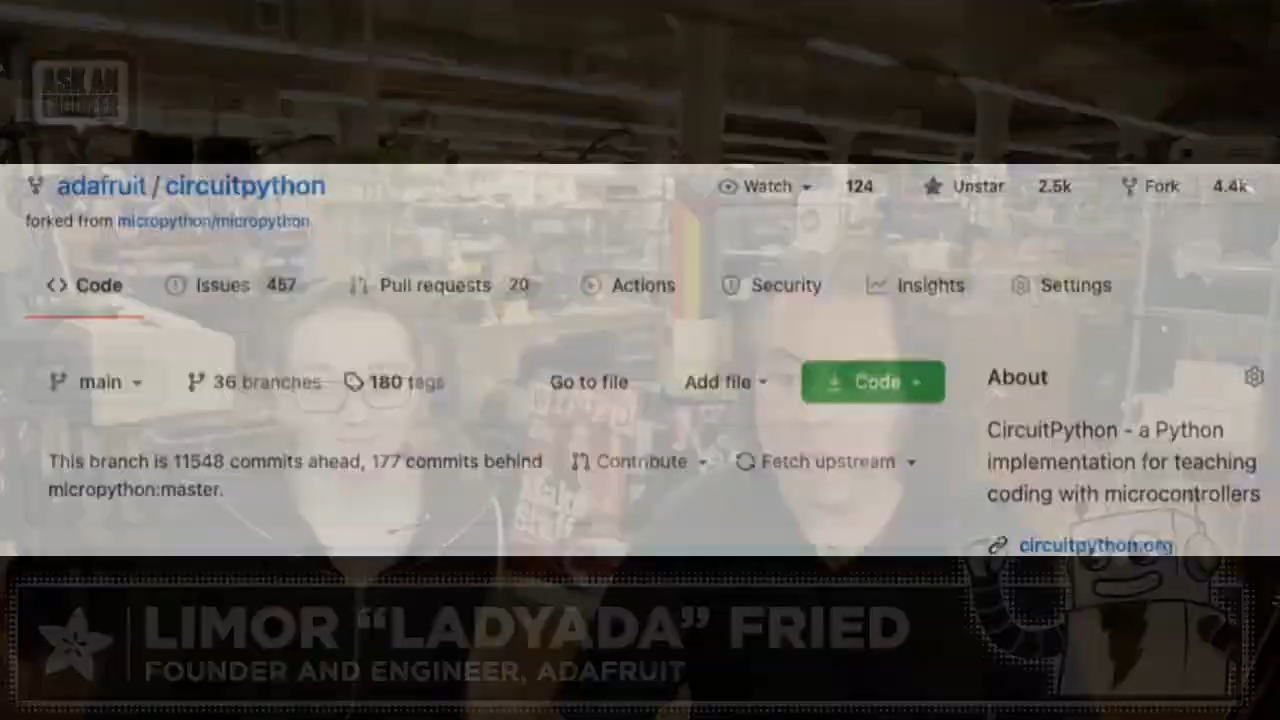 ASK AN
ENGINEER
adafruit / circuitpython
Watch 124 Unstar 2.5k Fork 4.4k
forked from micropython/micropython
<> Code Issues 457 Pull requests 20 Actions Security Insights Settings
main 36 branches 180 tags Go to file Add file Code
About
CircuitPython - a Python
implementation for teaching
coding with microcontrollers
circuitpython.org
This branch is 11548 commits ahead, 177 commits behind
micropython:master.
Contribute Fetch upstream
LIMOR “LADYADA” FRIED
FOUNDER AND ENGINEER, ADAFRUIT